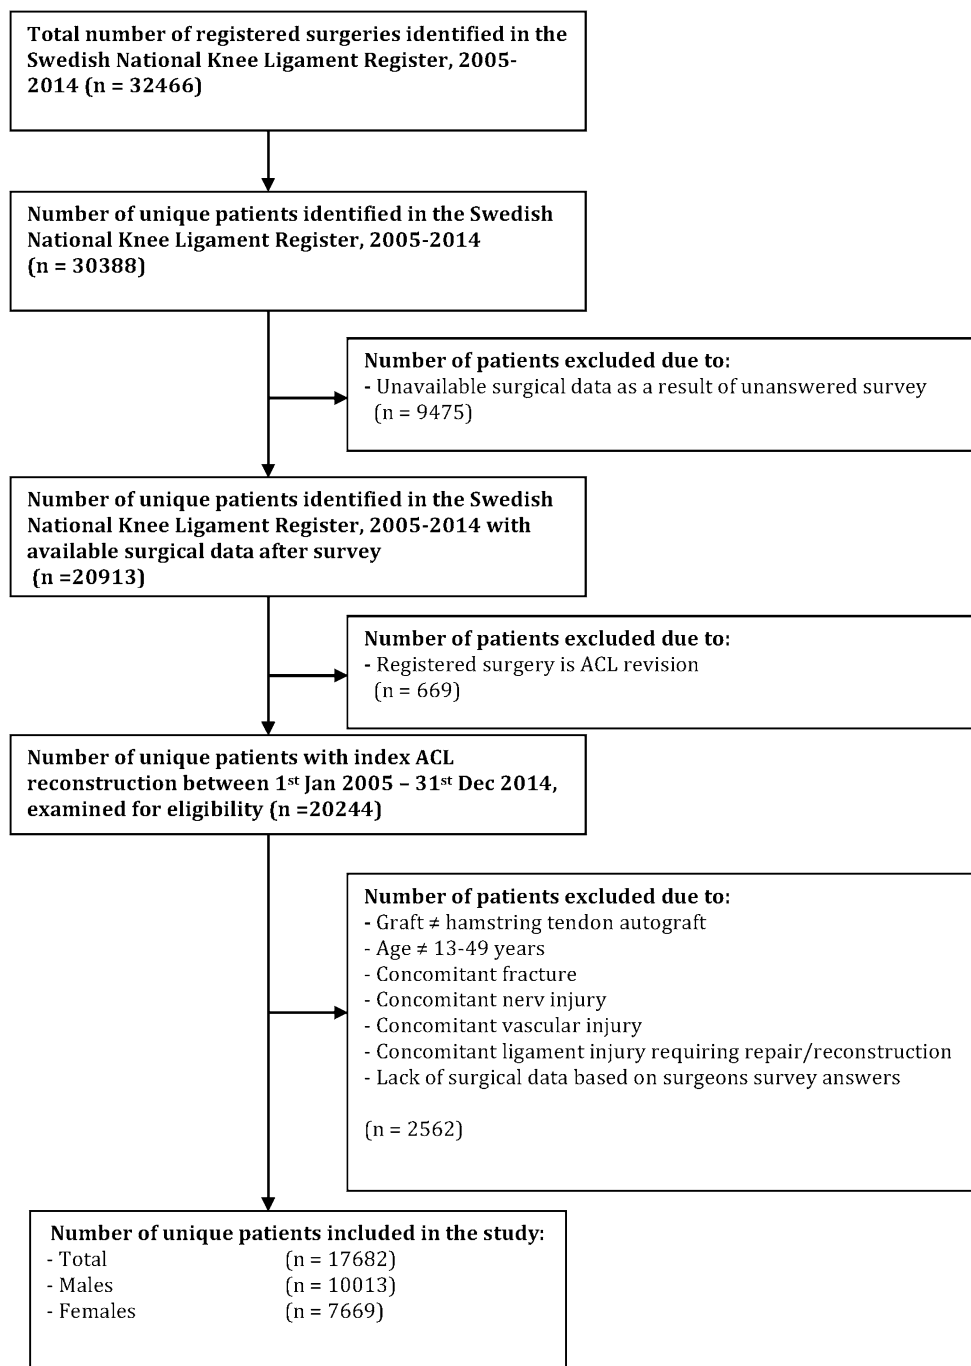 Total number of registered surgeries identified in the
Swedish National Knee Ligament Register, 2005-
2014 (n = 32466)
Number of unique patients identified in the Swedish
National Knee Ligament Register, 2005-2014
(n = 30388)
Number of patients excluded due to:
- Unavailable surgical data as a result of unanswered survey
(n = 9475)
Number of unique patients identified in the Swedish
National Knee Ligament Register, 2005-2014 with
available surgical data after survey
(n =20913)
Number of patients excluded due to:
- Registered surgery is ACL revision
(n = 669)
Number of unique patients with index ACL
reconstruction between 1st Jan 2005 – 31st Dec 2014,
examined for eligibility (n =20244)
Number of patients excluded due to:
- Graft ≠ hamstring tendon autograft
- Age ≠ 13-49 years
- Concomitant fracture
- Concomitant nerv injury
- Concomitant vascular injury
- Concomitant ligament injury requiring repair/reconstruction
- Lack of surgical data based on surgeons survey answers
(n = 2562)
Number of unique patients included in the study:
- Total (n = 17682)
- Males (n = 10013)
- Females (n = 7669)